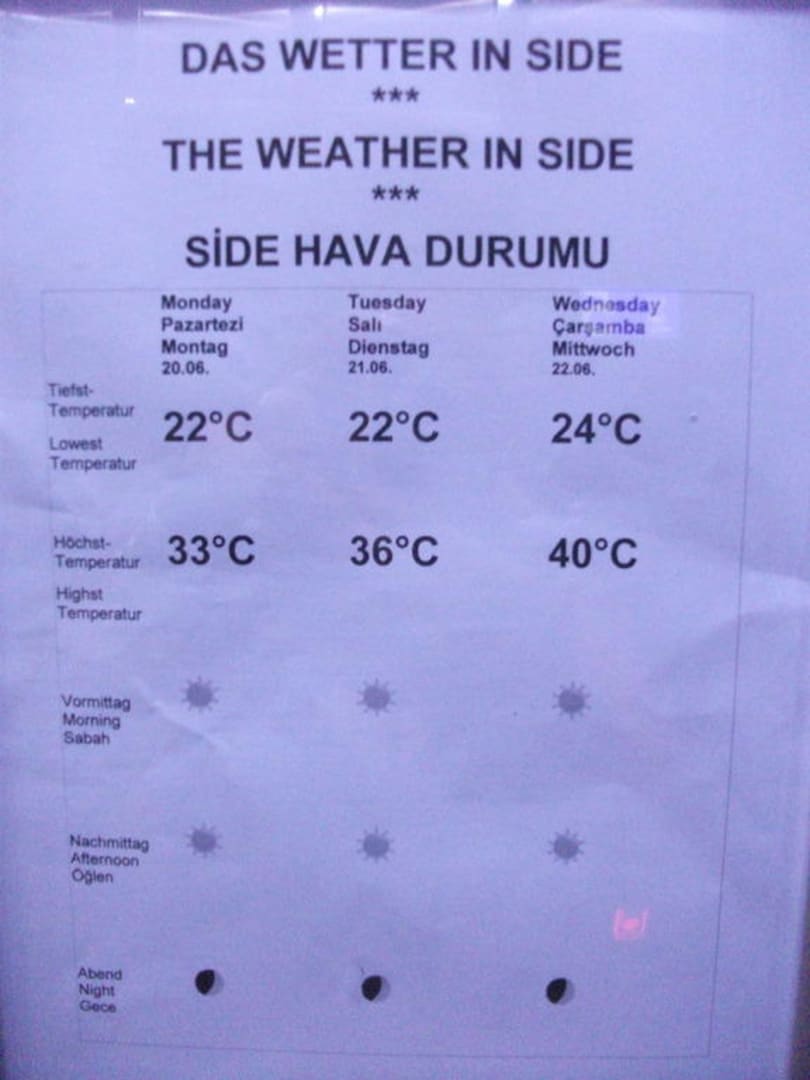 DAS WETTER IN SIDE
***
THE WEATHER IN SIDE
***
SİDE HAVA DURUMU
Monday Tuesday Wednesday
Pazartezi Salı Çarşamba
Montag Dienstag Mittwoch
20.06. 21.06. 22.06.
Tiefst-
Temperatur
22°C 22°C 24°C
Lowest
Temperatur
Höchst-
Temperatur
33°C 36°C 40°C
Highst
Temperatur
Vormittag
Morning
Sabah
Nachmittag
Afternoon
Öğlen
Abend
Night
Gece